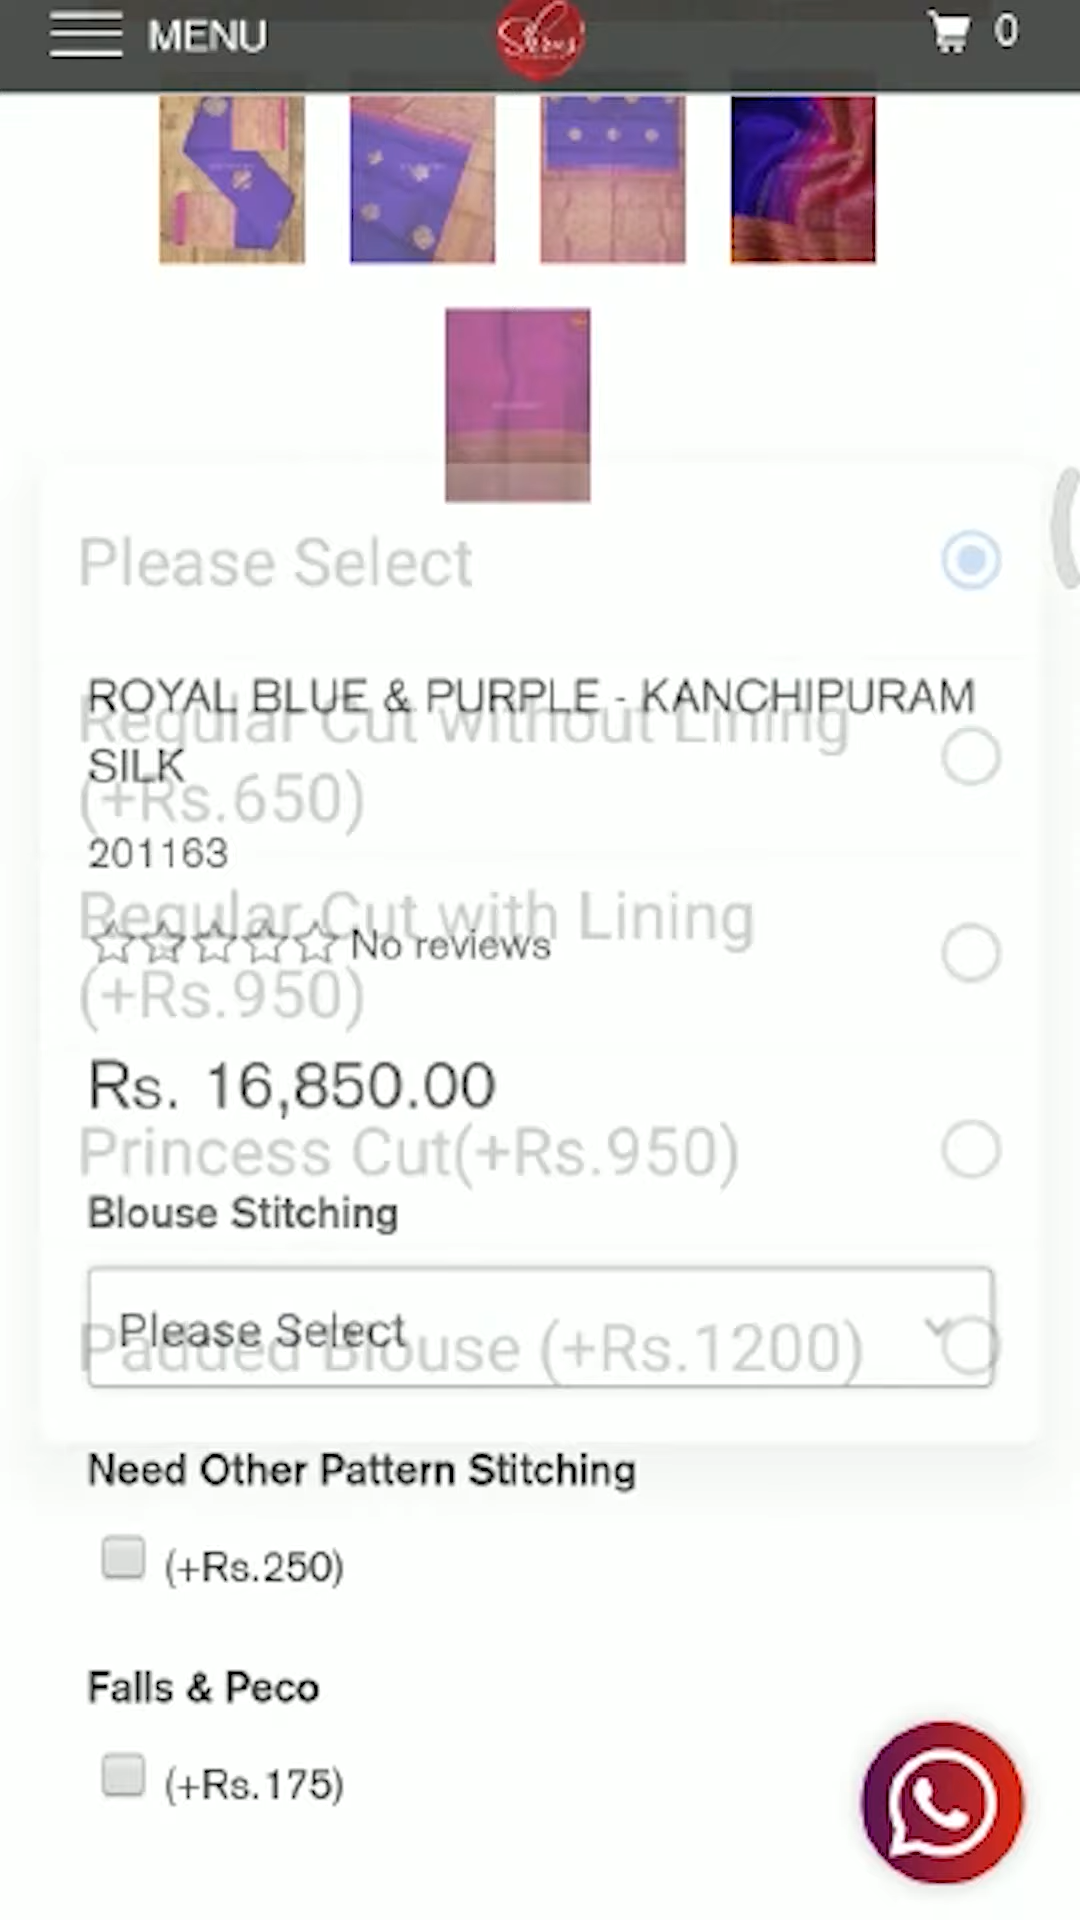 MENU
Shrus
0
Please Select
ROYAL BLUE & PURPLE - KANCHIPURAM
SILK
Regular Cut without Lining
(+Rs.650)
201163
Regular Cut with Lining
(+Rs.950)
No reviews
Rs. 16,850.00
Princess Cut(+Rs.950)
Blouse Stitching
Please Select
Padded Blouse (+Rs.1200)
Need Other Pattern Stitching
(+Rs.250)
Falls & Peco
(+Rs.175)